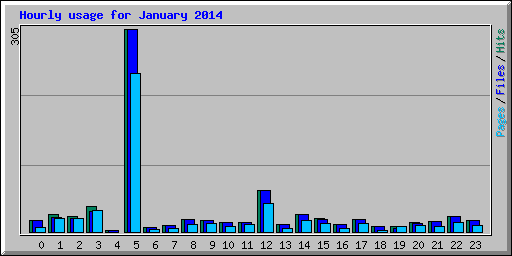 Hourly usage for January 2014
305
Pages / Files / Hits
0 1 2 3 4 5 6 7 8 9 10 11 12 13 14 15 16 17 18 19 20 21 22 23